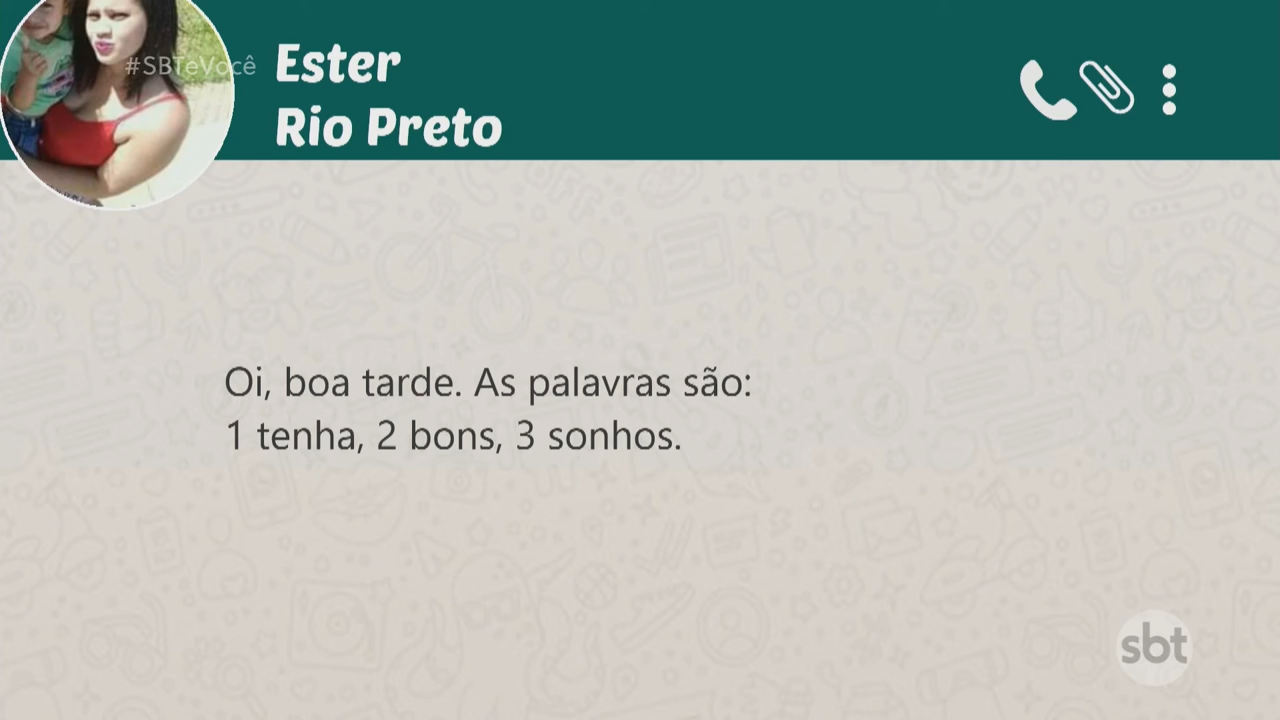 #SBTeVocê
Ester
Rio Preto
Oi, boa tarde. As palavras são:
1 tenha, 2 bons, 3 sonhos.
sbt